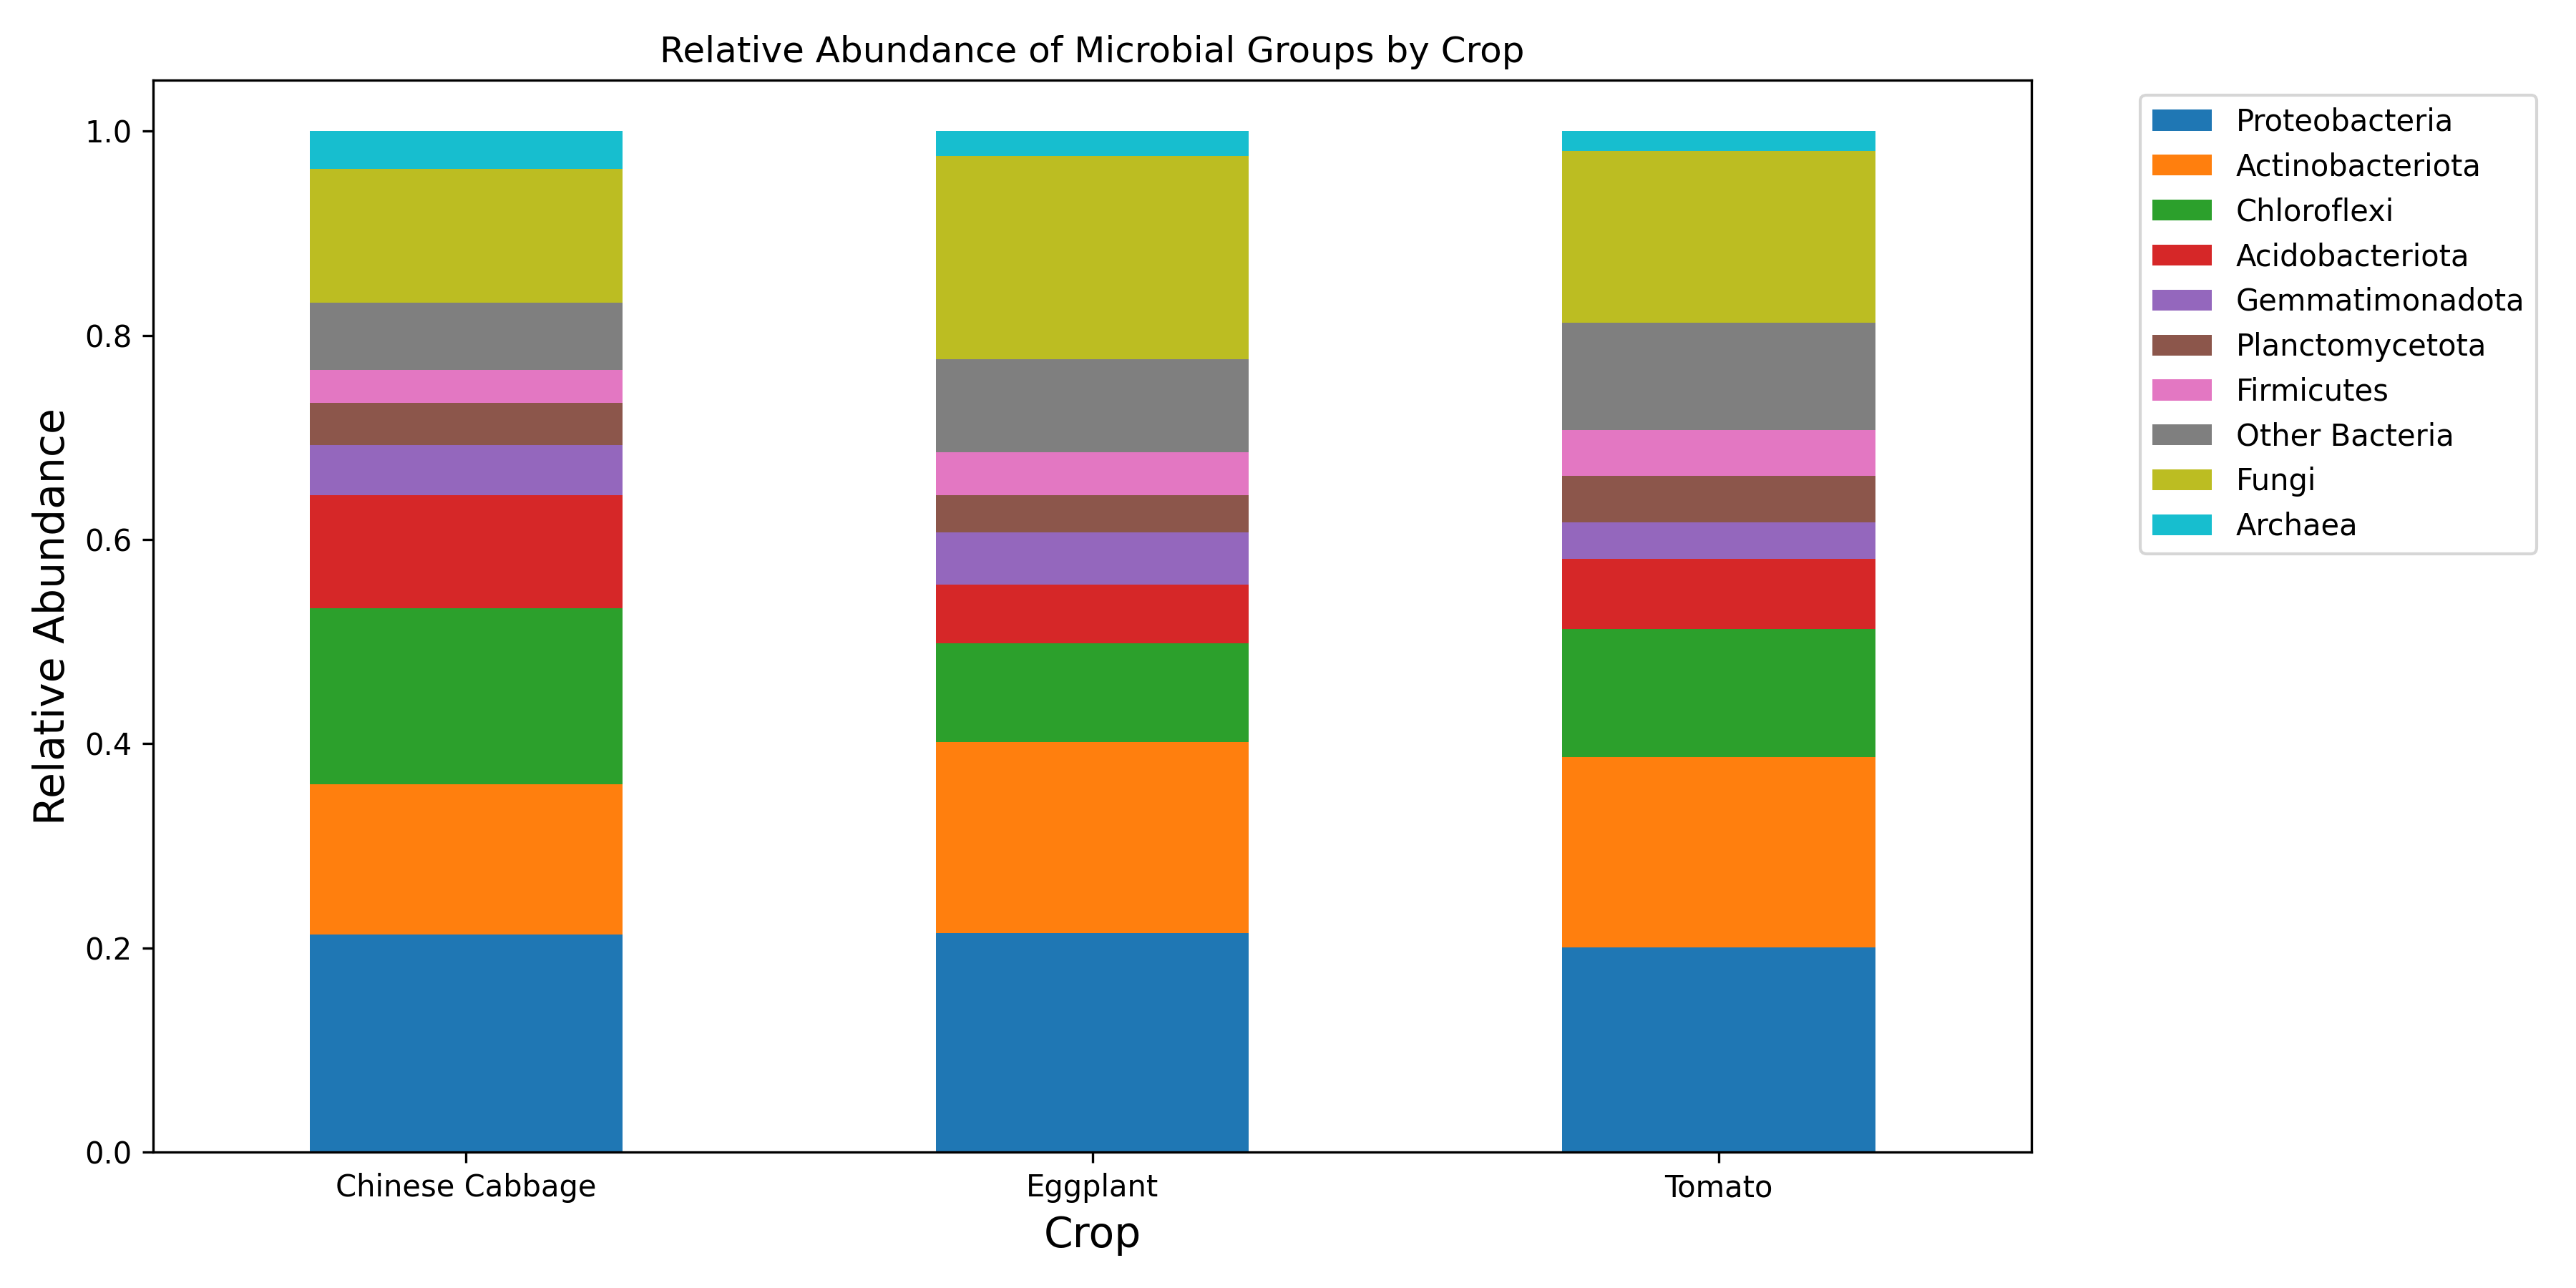 Relative Abundance of Microbial Groups by Crop
Relative Abundance
1.0
0.8
0.6
0.4
0.2
0.0
Chinese Cabbage
Eggplant
Tomato
Crop
Proteobacteria
Actinobacteriota
Chloroflexi
Acidobacteriota
Gemmatimonadota
Planctomycetota
Firmicutes
Other Bacteria
Fungi
Archaea